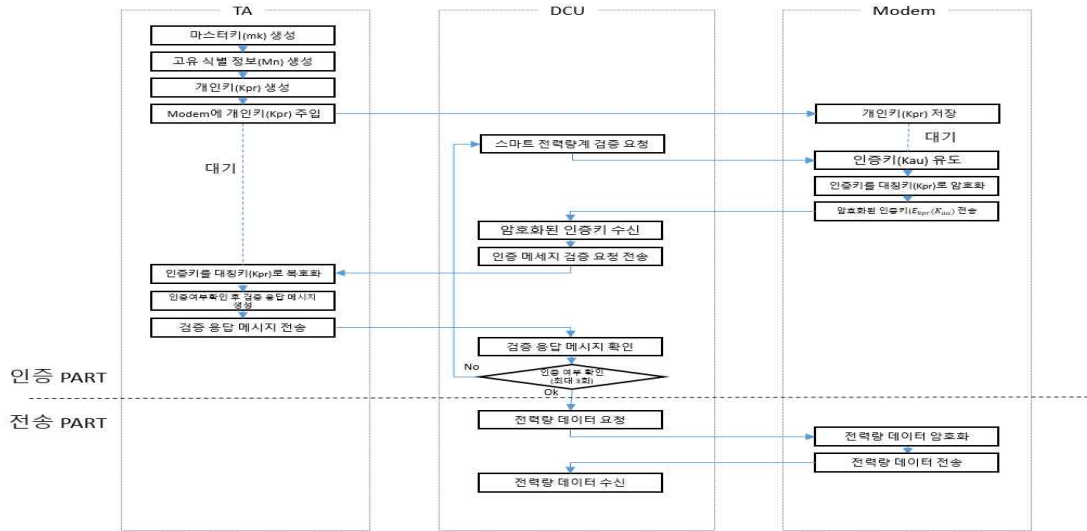 TA
DCU
Modem
마스터키(mk) 생성
고유 식별 정보(Mn) 생성
개인키(Kpr) 생성
Modem에 개인키(Kpr) 주입
개인키(Kpr) 저장
대기
스마트 전력량계 검증 요청
대기
인증키(Kau) 유도
인증키를 대칭키(Kpr)로 암호화
암호화된 인증키(E_kpr(K_au) 전송
암호화된 인증키 수신
인증 메세지 검증 요청 전송
인증키를 대칭키(Kpr)로 복호화
인증여부확인 후 검증 응답 메시지
생성
검증 응답 메시지 전송
검증 응답 메시지 확인
No
인증 여부 확인
(최대 3회)
Ok
인증 PART
전송 PART
전력량 데이터 요청
전력량 데이터 암호화
전력량 데이터 전송
전력량 데이터 수신